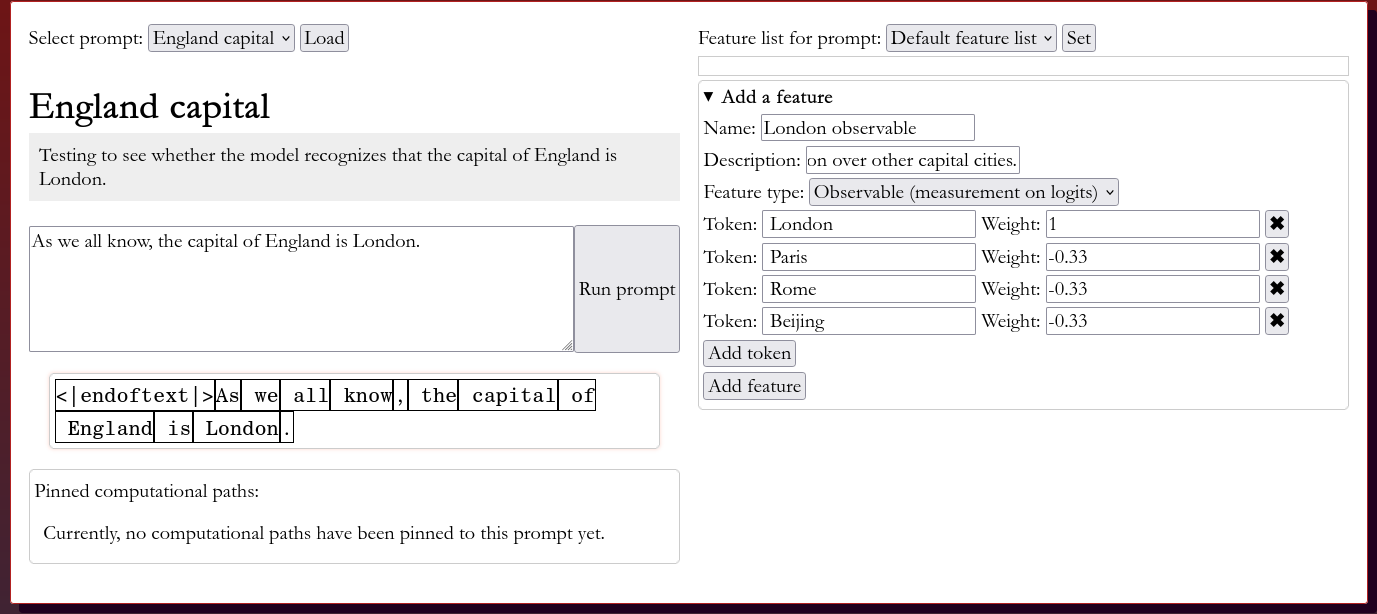 Select prompt: England capital Load
England capital
Testing to see whether the model recognizes that the capital of England is
London.
As we all know, the capital of England is London.
Run prompt
<|endoftext|>As we all know, the capital of
England is London.
Pinned computational paths:
Currently, no computational paths have been pinned to this prompt yet.
Feature list for prompt: Default feature list Set
▼ Add a feature
Name: London observable
Description: on over other capital cities.
Feature type: Observable (measurement on logits)
Token: London Weight: 1 ✖
Token: Paris Weight: -0.33 ✖
Token: Rome Weight: -0.33 ✖
Token: Beijing Weight: -0.33 ✖
Add token
Add feature